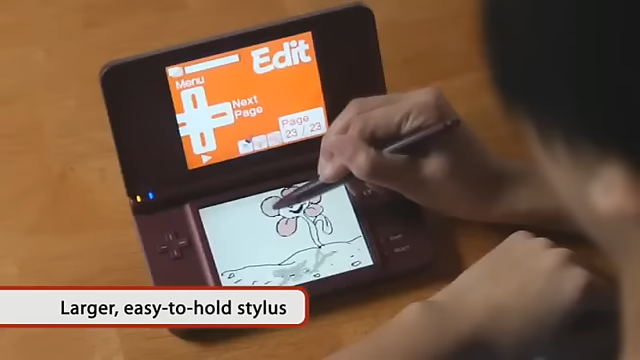 Edit
Menu
Next
Page
Page
23 / 23
Larger, easy-to-hold stylus